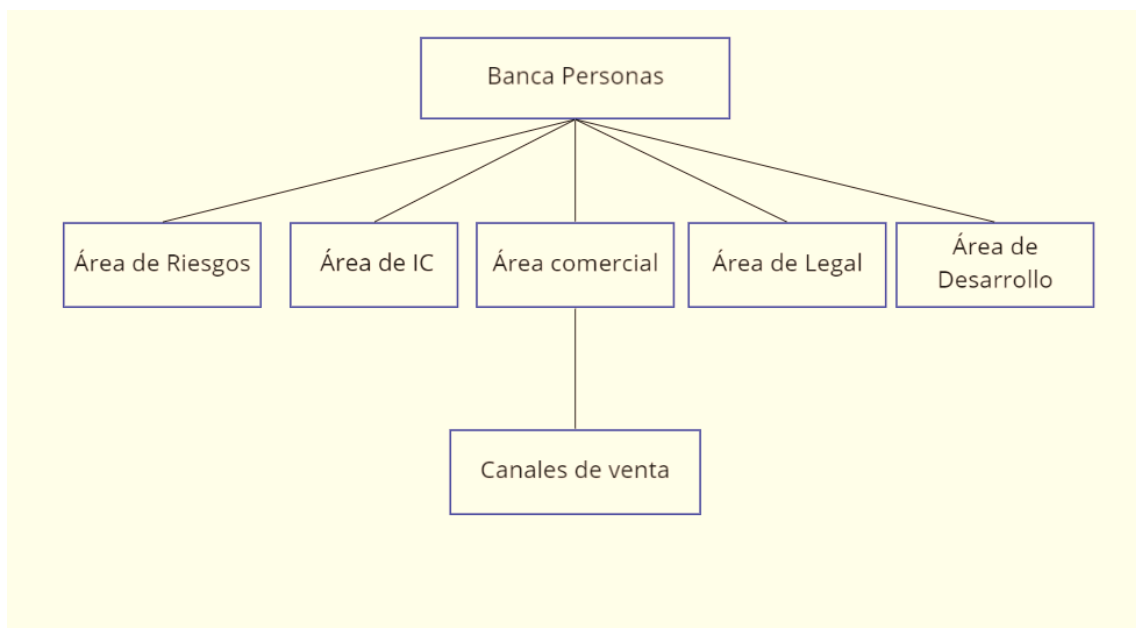 Banca Personas
Área de Riesgos
Área de IC
Área comercial
Área de Legal
Área de
Desarrollo
Canales de venta